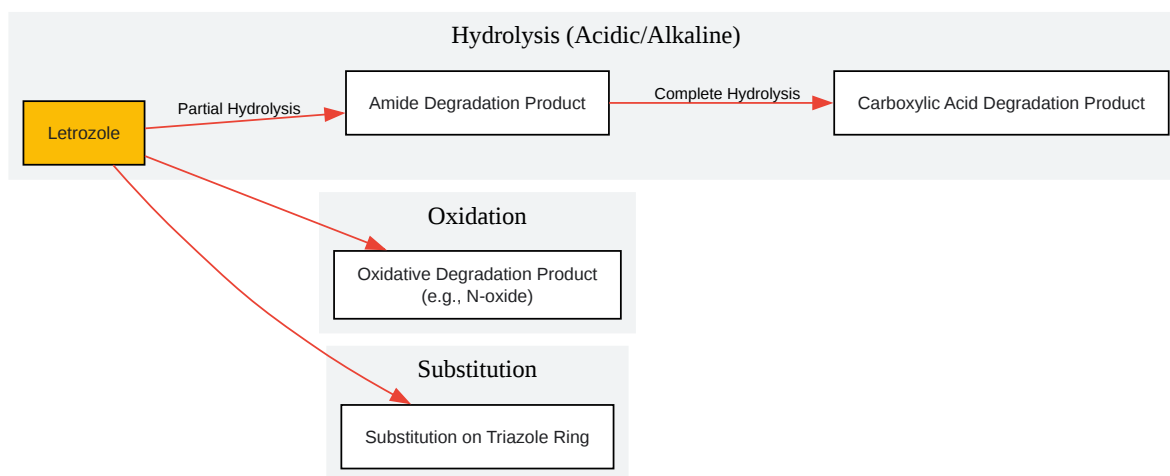 Hydrolysis (Acidic/Alkaline)
Letrozole
Partial Hydrolysis
Amide Degradation Product
Complete Hydrolysis
Carboxylic Acid Degradation Product
Oxidation
Oxidative Degradation Product
(e.g., N-oxide)
Substitution
Substitution on Triazole Ring